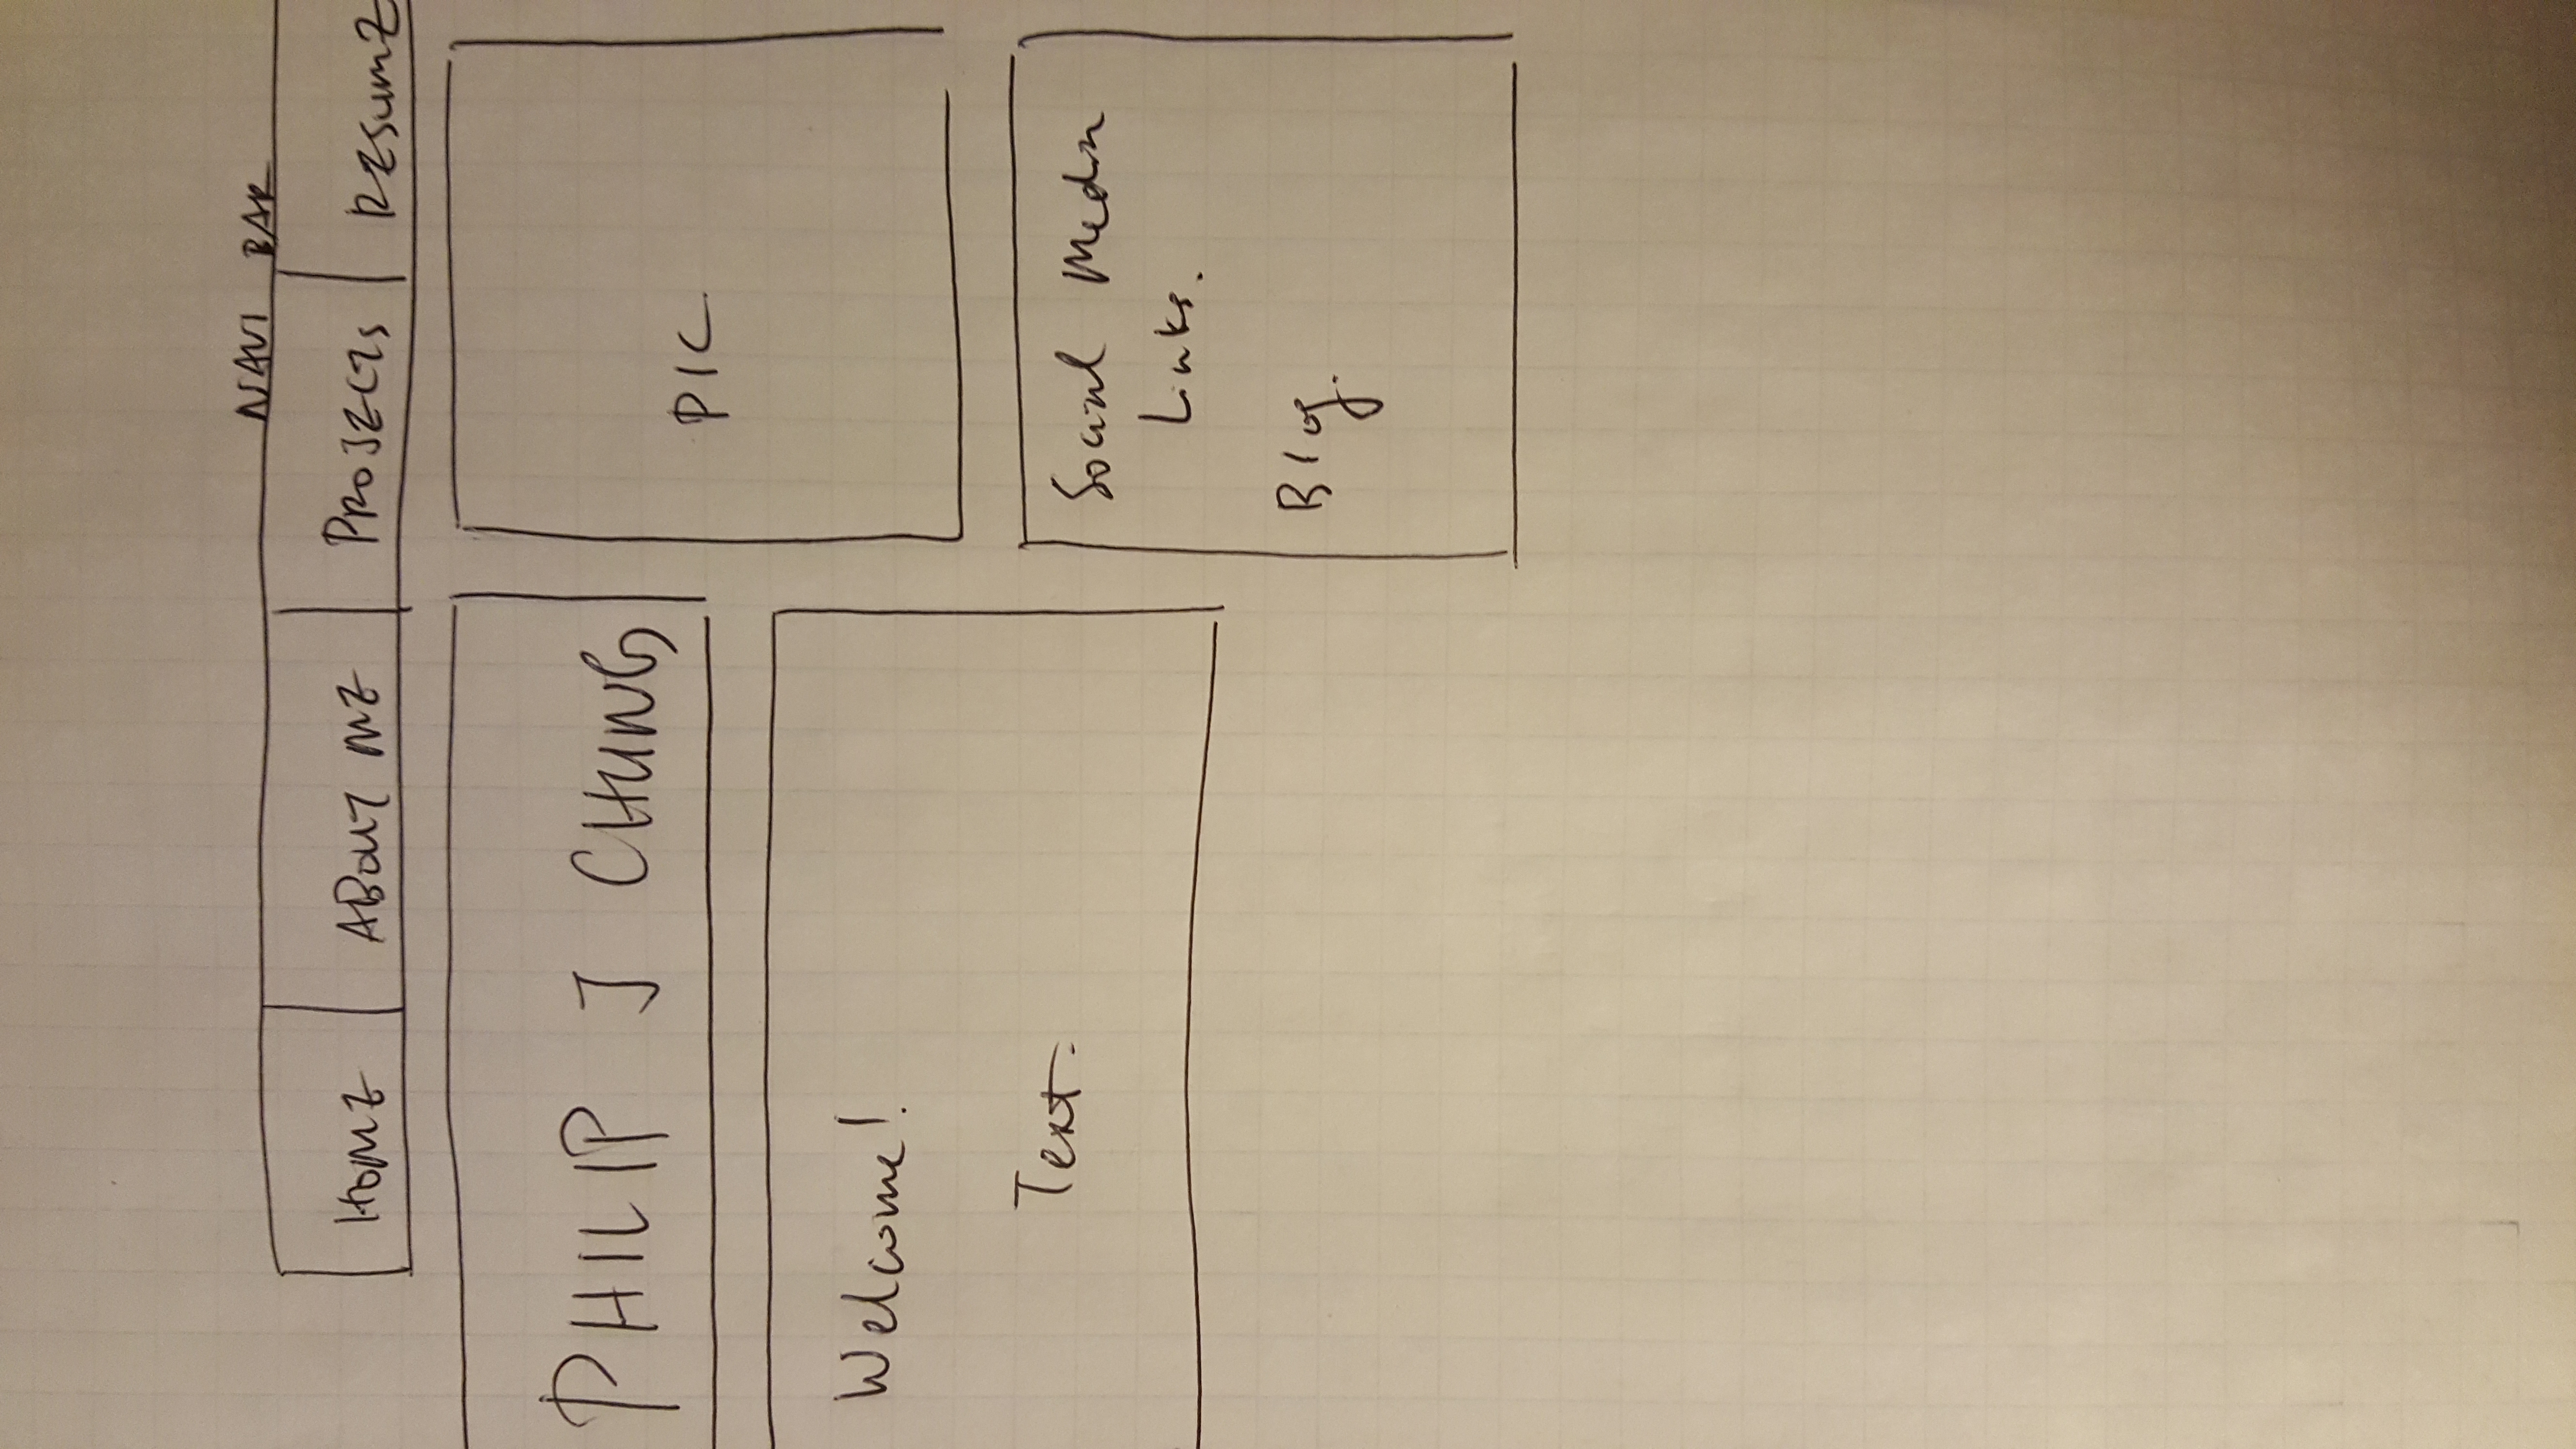 NAVI BAR
HOME ABOUT ME PROJECTS RESUME
PHILIP J CHUNG
PIC
Welcome!
Text.
Social Media
Links.
Blog.